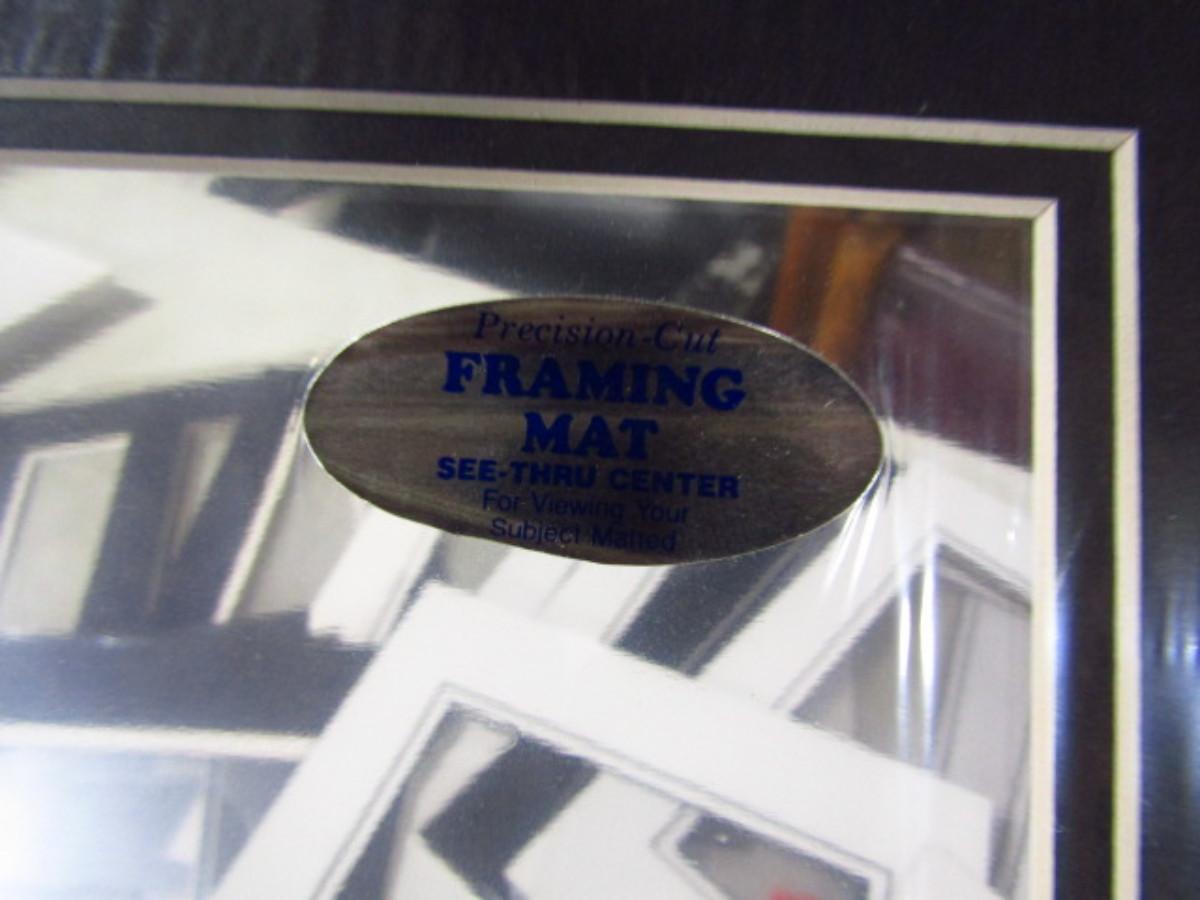 Precision-Cut
FRAMING
MAT
SEE-THRU CENTER
For Viewing Your
Subject Matted